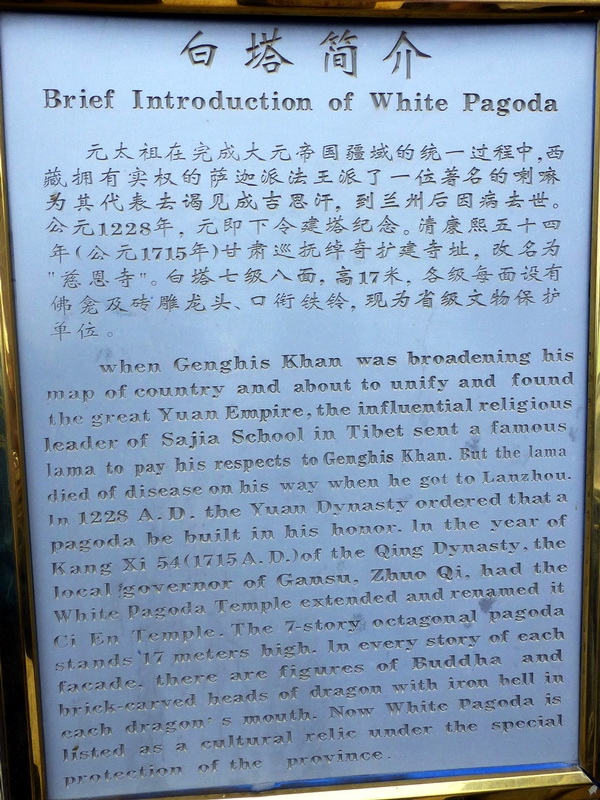 白塔简介
Brief Introduction of White Pagoda
元太祖在完成大元帝国疆域的统一过程中,西
藏拥有实权的萨迦派法王派了一位著名的喇嘛
为其代表去谒见成吉思汗，到兰州后因病去世。
公元1228年，元即下令建塔纪念。清康熙五十四
年(公元1715年)甘肃巡抚绰奇扩建寺址，改名为
"慈恩寺"。白塔七级八面，高17米，各级每面设有
佛龛及砖雕龙头、口衔铁铃，现为省级文物保护
单位。
when Genghis Khan was broadening his
map of country and about to unify and found
the great Yuan Empire, the influential religious
leader of Sajia School in Tibet sent a famous
lama to pay his respects to Genghis Khan. But the lama
died of disease on his way when he got to Lanzhou.
In 1228 A.D. the Yuan Dynasty ordered that a
pagoda be built in his honor. In the year of
Kang Xi 54(1715A.D.)of the Qing Dynasty, the
local governor of Gansu, Zhuo Qi, had the
White Pagoda Temple extended and renamed it
Ci En Temple. The 7-story octagonal pagoda
stands 17 meters high. In every story of each
facade. there are figures of Buddha and
brick-carved heads of dragon with iron bell in
each dragon's mouth. Now White Pagoda is
listed as a cultural relic under the special
protection of the province.